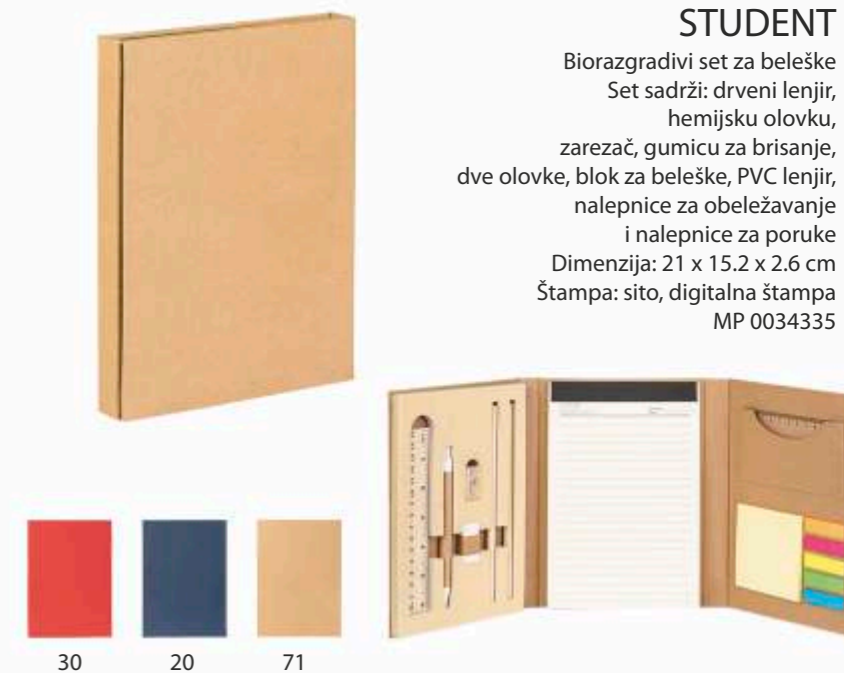 STUDENT
Biorazgradivi set za beleške
Set sadrži: drveni lenjir,
hemijsku olovku,
zarezač, gumicu za brisanje,
dve olovke, blok za beleške, PVC lenjir,
nalepnice za obeležavanje
i nalepnice za poruke
Dimenzija: 21 x 15.2 x 2.6 cm
Štampa: sito, digitalna štampa
MP 0034335
30 20 71